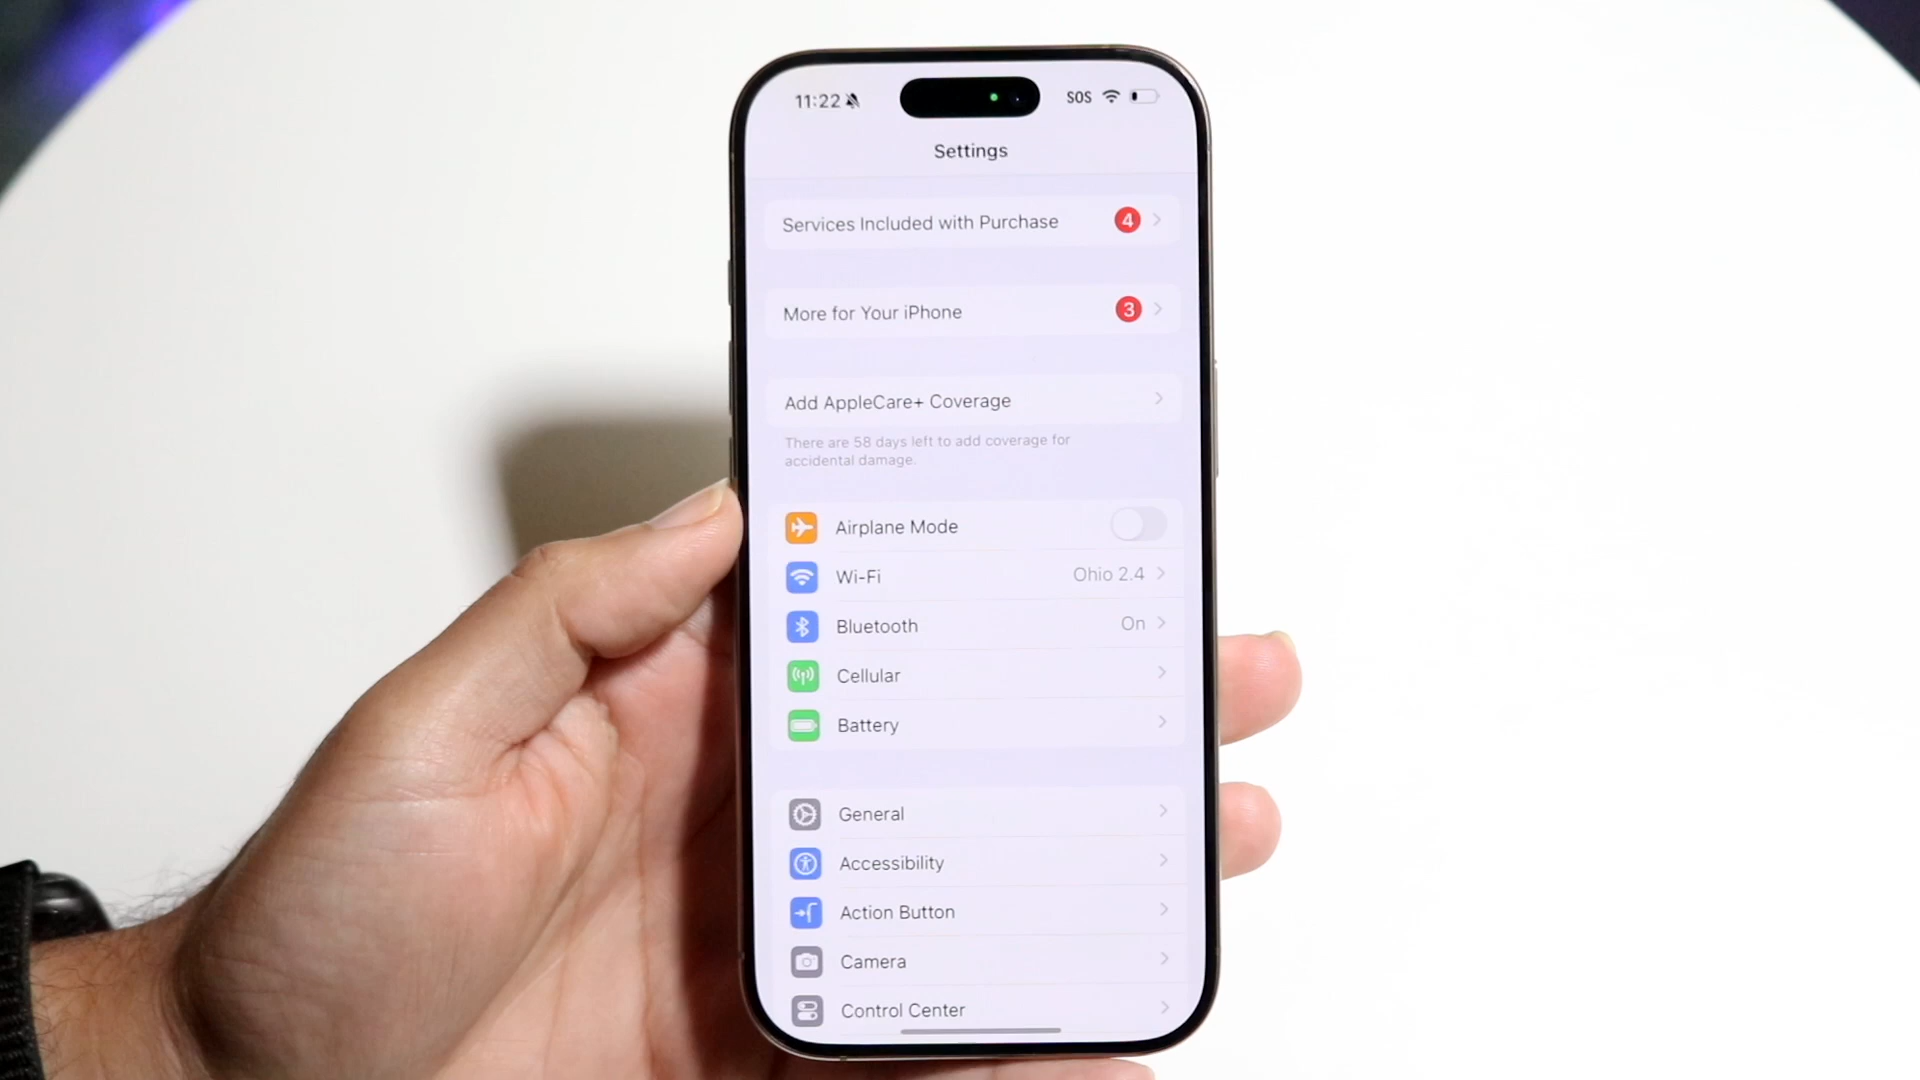 11:22
SOS
Settings
Services Included with Purchase 4
More for Your iPhone 3
Add AppleCare+ Coverage
There are 58 days left to add coverage for
accidental damage.
Airplane Mode
Wi-Fi Ohio 2.4
Bluetooth On
Cellular
Battery
General
Accessibility
Action Button
Camera
Control Center